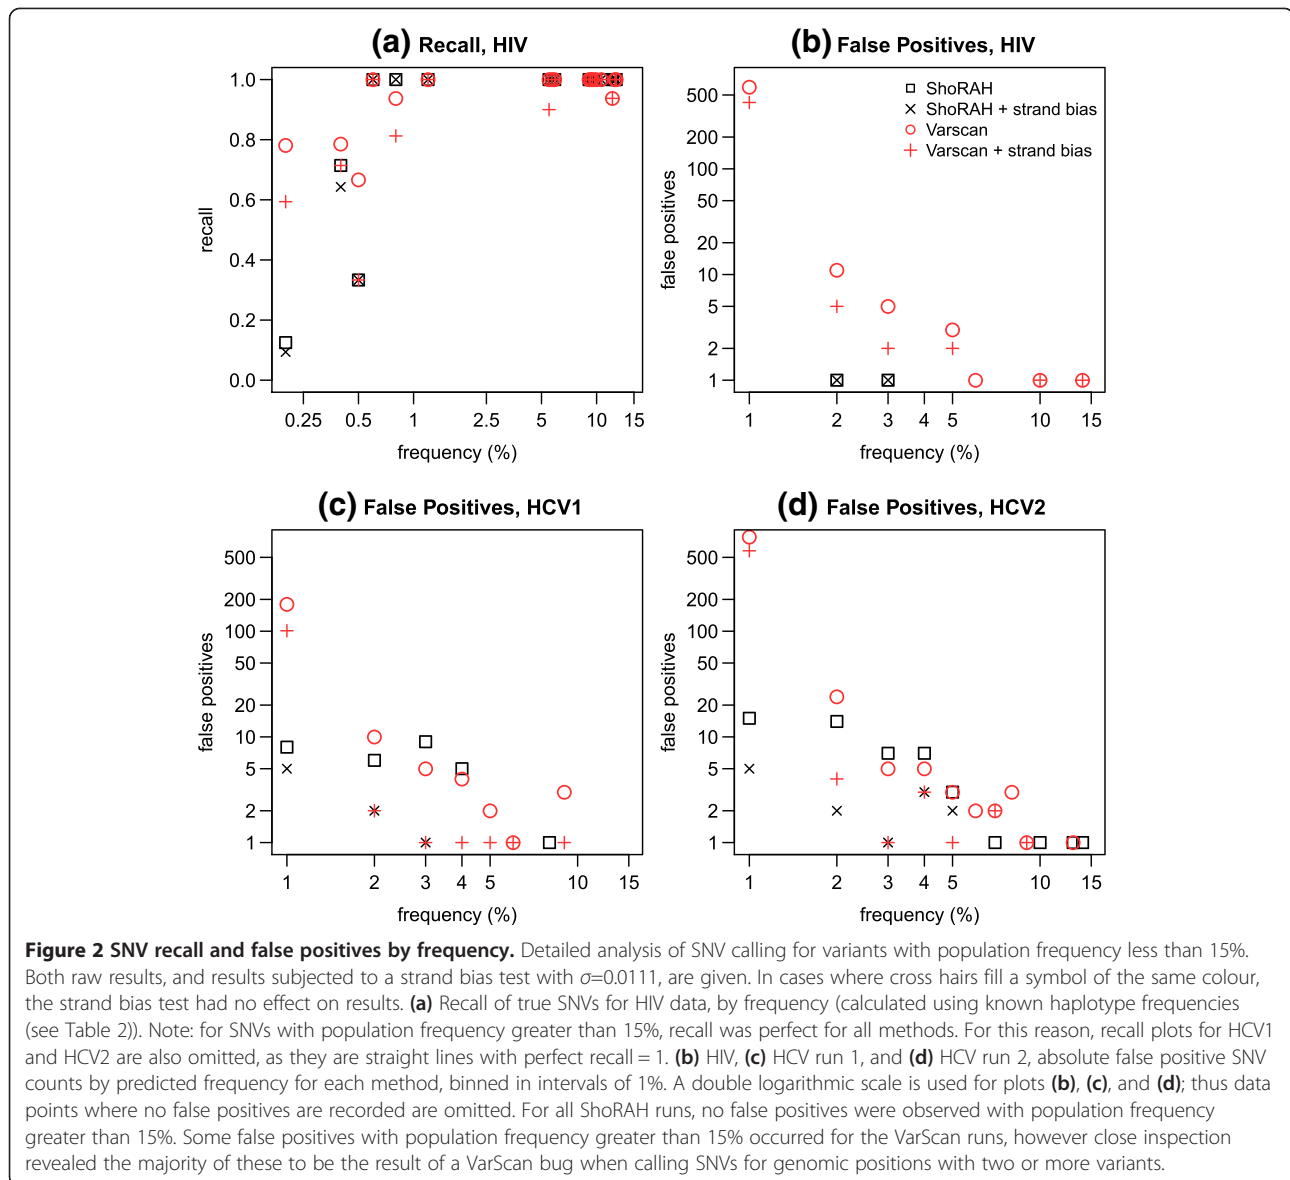 (a) Recall, HIV
1.0
0.8
0.6
0.4
0.2
0.0
recall
0.25 0.5 1 2.5 5 10 15
frequency (%)
(b) False Positives, HIV
ShoRAH
ShoRAH + strand bias
Varscan
Varscan + strand bias
500
200
100
50
20
10
5
2
1
false positives
1 2 3 4 5 10 15
frequency (%)
(c) False Positives, HCV1
500
200
100
50
20
10
5
2
1
false positives
1 2 3 4 5 10 15
frequency (%)
(d) False Positives, HCV2
500
200
100
50
20
10
5
2
1
false positives
1 2 3 4 5 10 15
frequency (%)
Figure 2 SNV recall and false positives by frequency. Detailed analysis of SNV calling for variants with population frequency less than 15%.
Both raw results, and results subjected to a strand bias test with σ=0.0111, are given. In cases where cross hairs fill a symbol of the same colour,
the strand bias test had no effect on results. (a) Recall of true SNVs for HIV data, by frequency (calculated using known haplotype frequencies
(see Table 2)). Note: for SNVs with population frequency greater than 15%, recall was perfect for all methods. For this reason, recall plots for HCV1
and HCV2 are also omitted, as they are straight lines with perfect recall = 1. (b) HIV, (c) HCV run 1, and (d) HCV run 2, absolute false positive SNV
counts by predicted frequency for each method, binned in intervals of 1%. A double logarithmic scale is used for plots (b), (c), and (d); thus data
points where no false positives are recorded are omitted. For all ShoRAH runs, no false positives were observed with population frequency
greater than 15%. Some false positives with population frequency greater than 15% occurred for the VarScan runs, however close inspection
revealed the majority of these to be the result of a VarScan bug when calling SNVs for genomic positions with two or more variants.